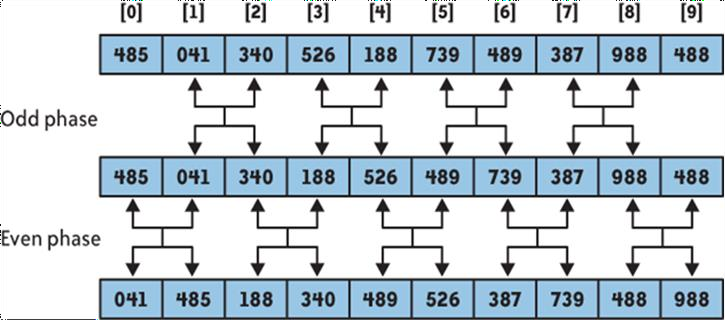 [0] [1] [2] [3] [4] [5] [6] [7] [8] [9]
485 041 340 526 188 739 489 387 988 488
Odd phase
485 041 340 188 526 489 739 387 988 488
Even phase
041 485 188 340 489 526 387 739 488 988